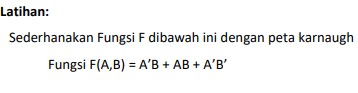 Latihan:
Sederhanakan Fungsi F dibawah ini dengan peta karnaugh
Fungsi F(A,B) = A’B + AB + A’B’